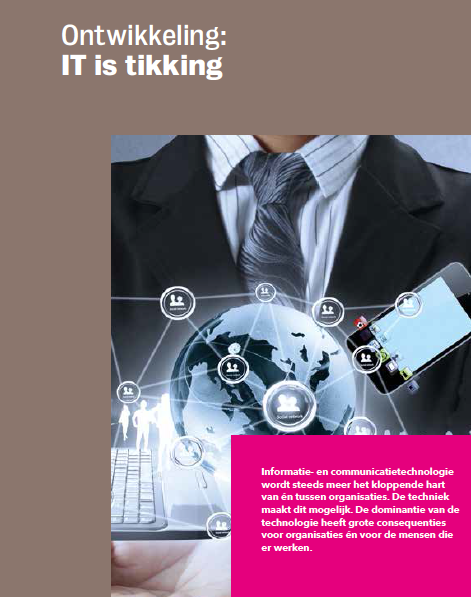 Ontwikkeling:
IT is tikking
Social network
Informatie- en communicatietechnologie
wordt steeds meer het kloppende hart
van én tussen organisaties. De techniek
maakt dit mogelijk. De dominantie van de
technologie heeft grote consequenties
voor organisaties én voor de mensen die
er werken.